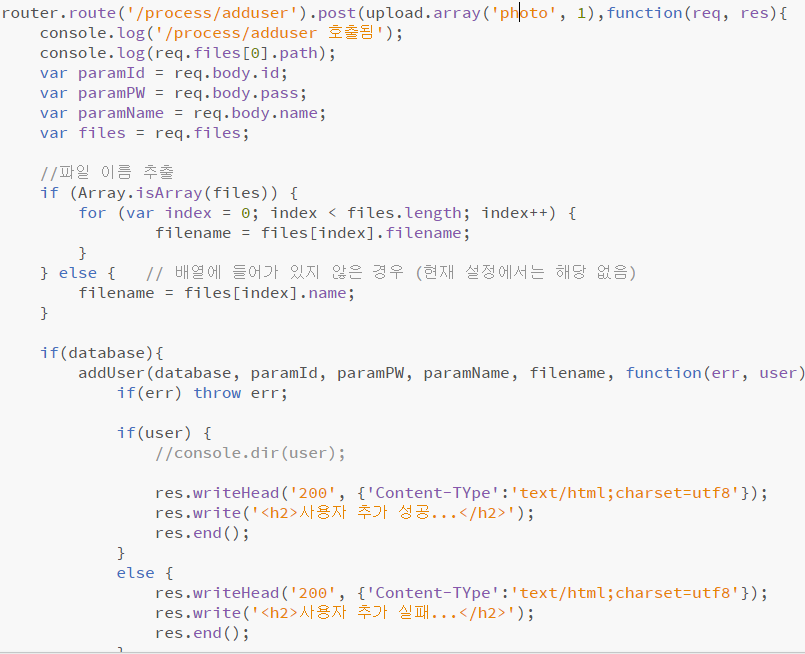 router.route('/process/adduser').post(upload.array('photo', 1),function(req, res){
    console.log('/process/adduser 호출됨');
    console.log(req.files[0].path);
    var paramId = req.body.id;
    var paramPW = req.body.pass;
    var paramName = req.body.name;
    var files = req.files;

    //파일 이름 추출
    if (Array.isArray(files)) {
        for (var index = 0; index < files.length; index++) {
                filename = files[index].filename;
        }
    } else {   // 배열에 들어가 있지 않은 경우 (현재 설정에서는 해당 없음)
        filename = files[index].name;
    }

    if(database){
        addUser(database, paramId, paramPW, paramName, filename, function(err, user)
            if(err) throw err;

            if(user) {
                //console.dir(user);

                res.writeHead('200', {'Content-TYpe':'text/html;charset=utf8'});
                res.write('<h2>사용자 추가 성공...</h2>');
                res.end();
            }
            else {
                res.writeHead('200', {'Content-TYpe':'text/html;charset=utf8'});
                res.write('<h2>사용자 추가 실패...</h2>');
                res.end();
            }